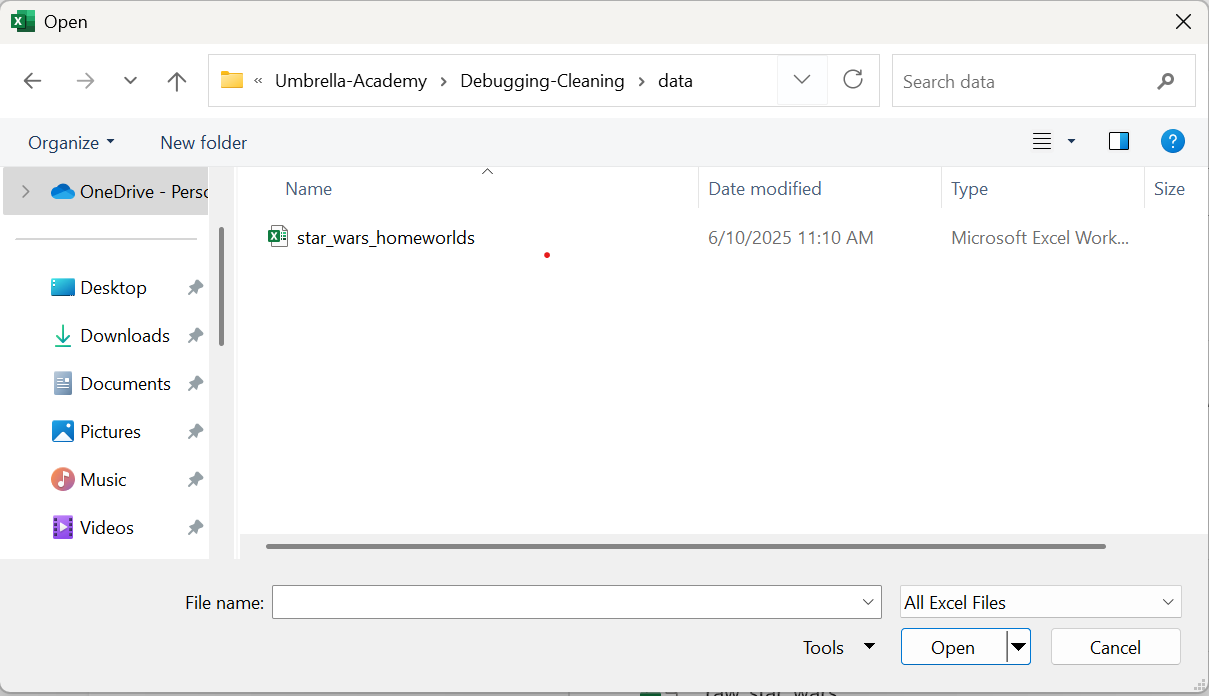 Open
« Umbrella-Academy > Debugging-Cleaning > data
Search data
Organize
New folder
?
Name
Date modified
Type
Size
OneDrive - Perso
star_wars_homeworlds
6/10/2025 11:10 AM
Microsoft Excel Work...
Desktop
Downloads
Documents
Pictures
Music
Videos
File name:
All Excel Files
Tools
Open
Cancel
raw_star_wars